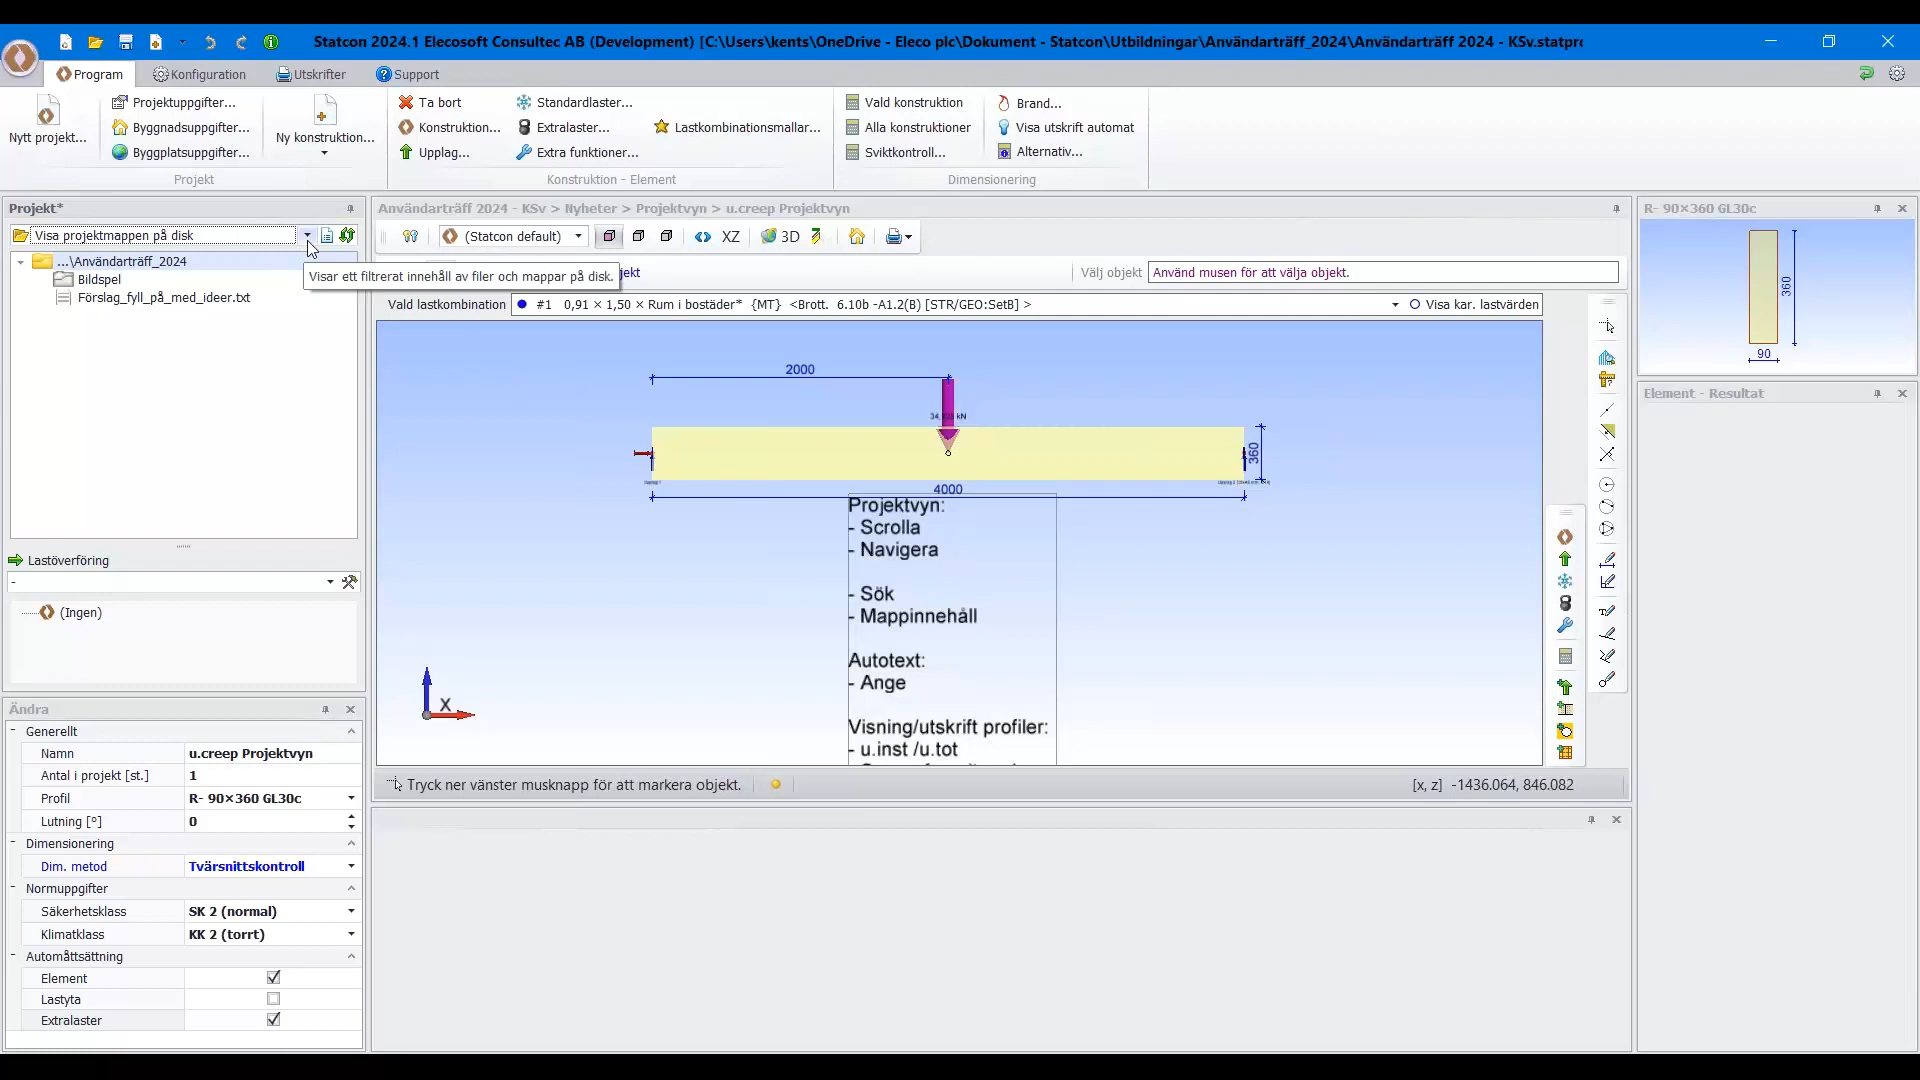 Statcon 2024.1 Elecosoft Consultec AB (Development) [C:\Users\kents\OneDrive - Eleco plc\Dokument - Statcon\Utbildningar\Användarträff_2024\Användarträff 2024 - KSv.statpro
Program
Konfiguration
Utskrifter
Support
Nytt projekt...
Projektuppgifter...
Byggnadsuppgifter...
Byggplatsuppgifter...
Ny konstruktion...
Projekt
Ta bort
Konstruktion...
Upplag...
Standardlaster...
Extralaster...
Extra funktioner...
Lastkombinationsmallar...
Konstruktion - Element
Vald konstruktion
Alla konstruktioner
Sviktkontroll...
Brand...
Visa utskrift automat
Alternativ...
Dimensionering
Projekt*
Visa projektmappen på disk
...\Användarträff_2024
Bildspel
Förslag_fyll_på_med_ideer.txt
Visar ett filtrerat innehåll av filer och mappar på disk.
Lastöverföring
-
(Ingen)
Ändra
Generellt
Namn u.creep Projektvyn
Antal i projekt [st.] 1
Profil R- 90×360 GL30c
Lutning [°] 0
Dimensionering
Dim. metod Tvärsnittskontroll
Normuppgifter
Säkerhetsklass SK 2 (normal)
Klimatklass KK 2 (torrt)
Automåttsättning
Element
Lastyta
Extralaster
Användarträff 2024 - KSv > Nyheter > Projektvyn > u.creep Projektvyn
(Statcon default)
XZ
3D
jekt
Välj objekt Använd musen för att välja objekt.
Vald lastkombination #1 0,91 × 1,50 × Rum i bostäder* {MT} <Brott. 6.10b -A1.2(B) [STR/GEO:SetB] >
Visa kar. lastvärden
2000
kN
360
4000
Projektvyn:
- Scrolla
- Navigera
- Sök
- Mappinnehåll
Autotext:
- Ange
Visning/utskrift profiler:
- u.inst /u.tot
X
Tryck ner vänster musknapp för att markera objekt.
[x, z] -1436.064, 846.082
R- 90×360 GL30c
360
90
Element - Resultat